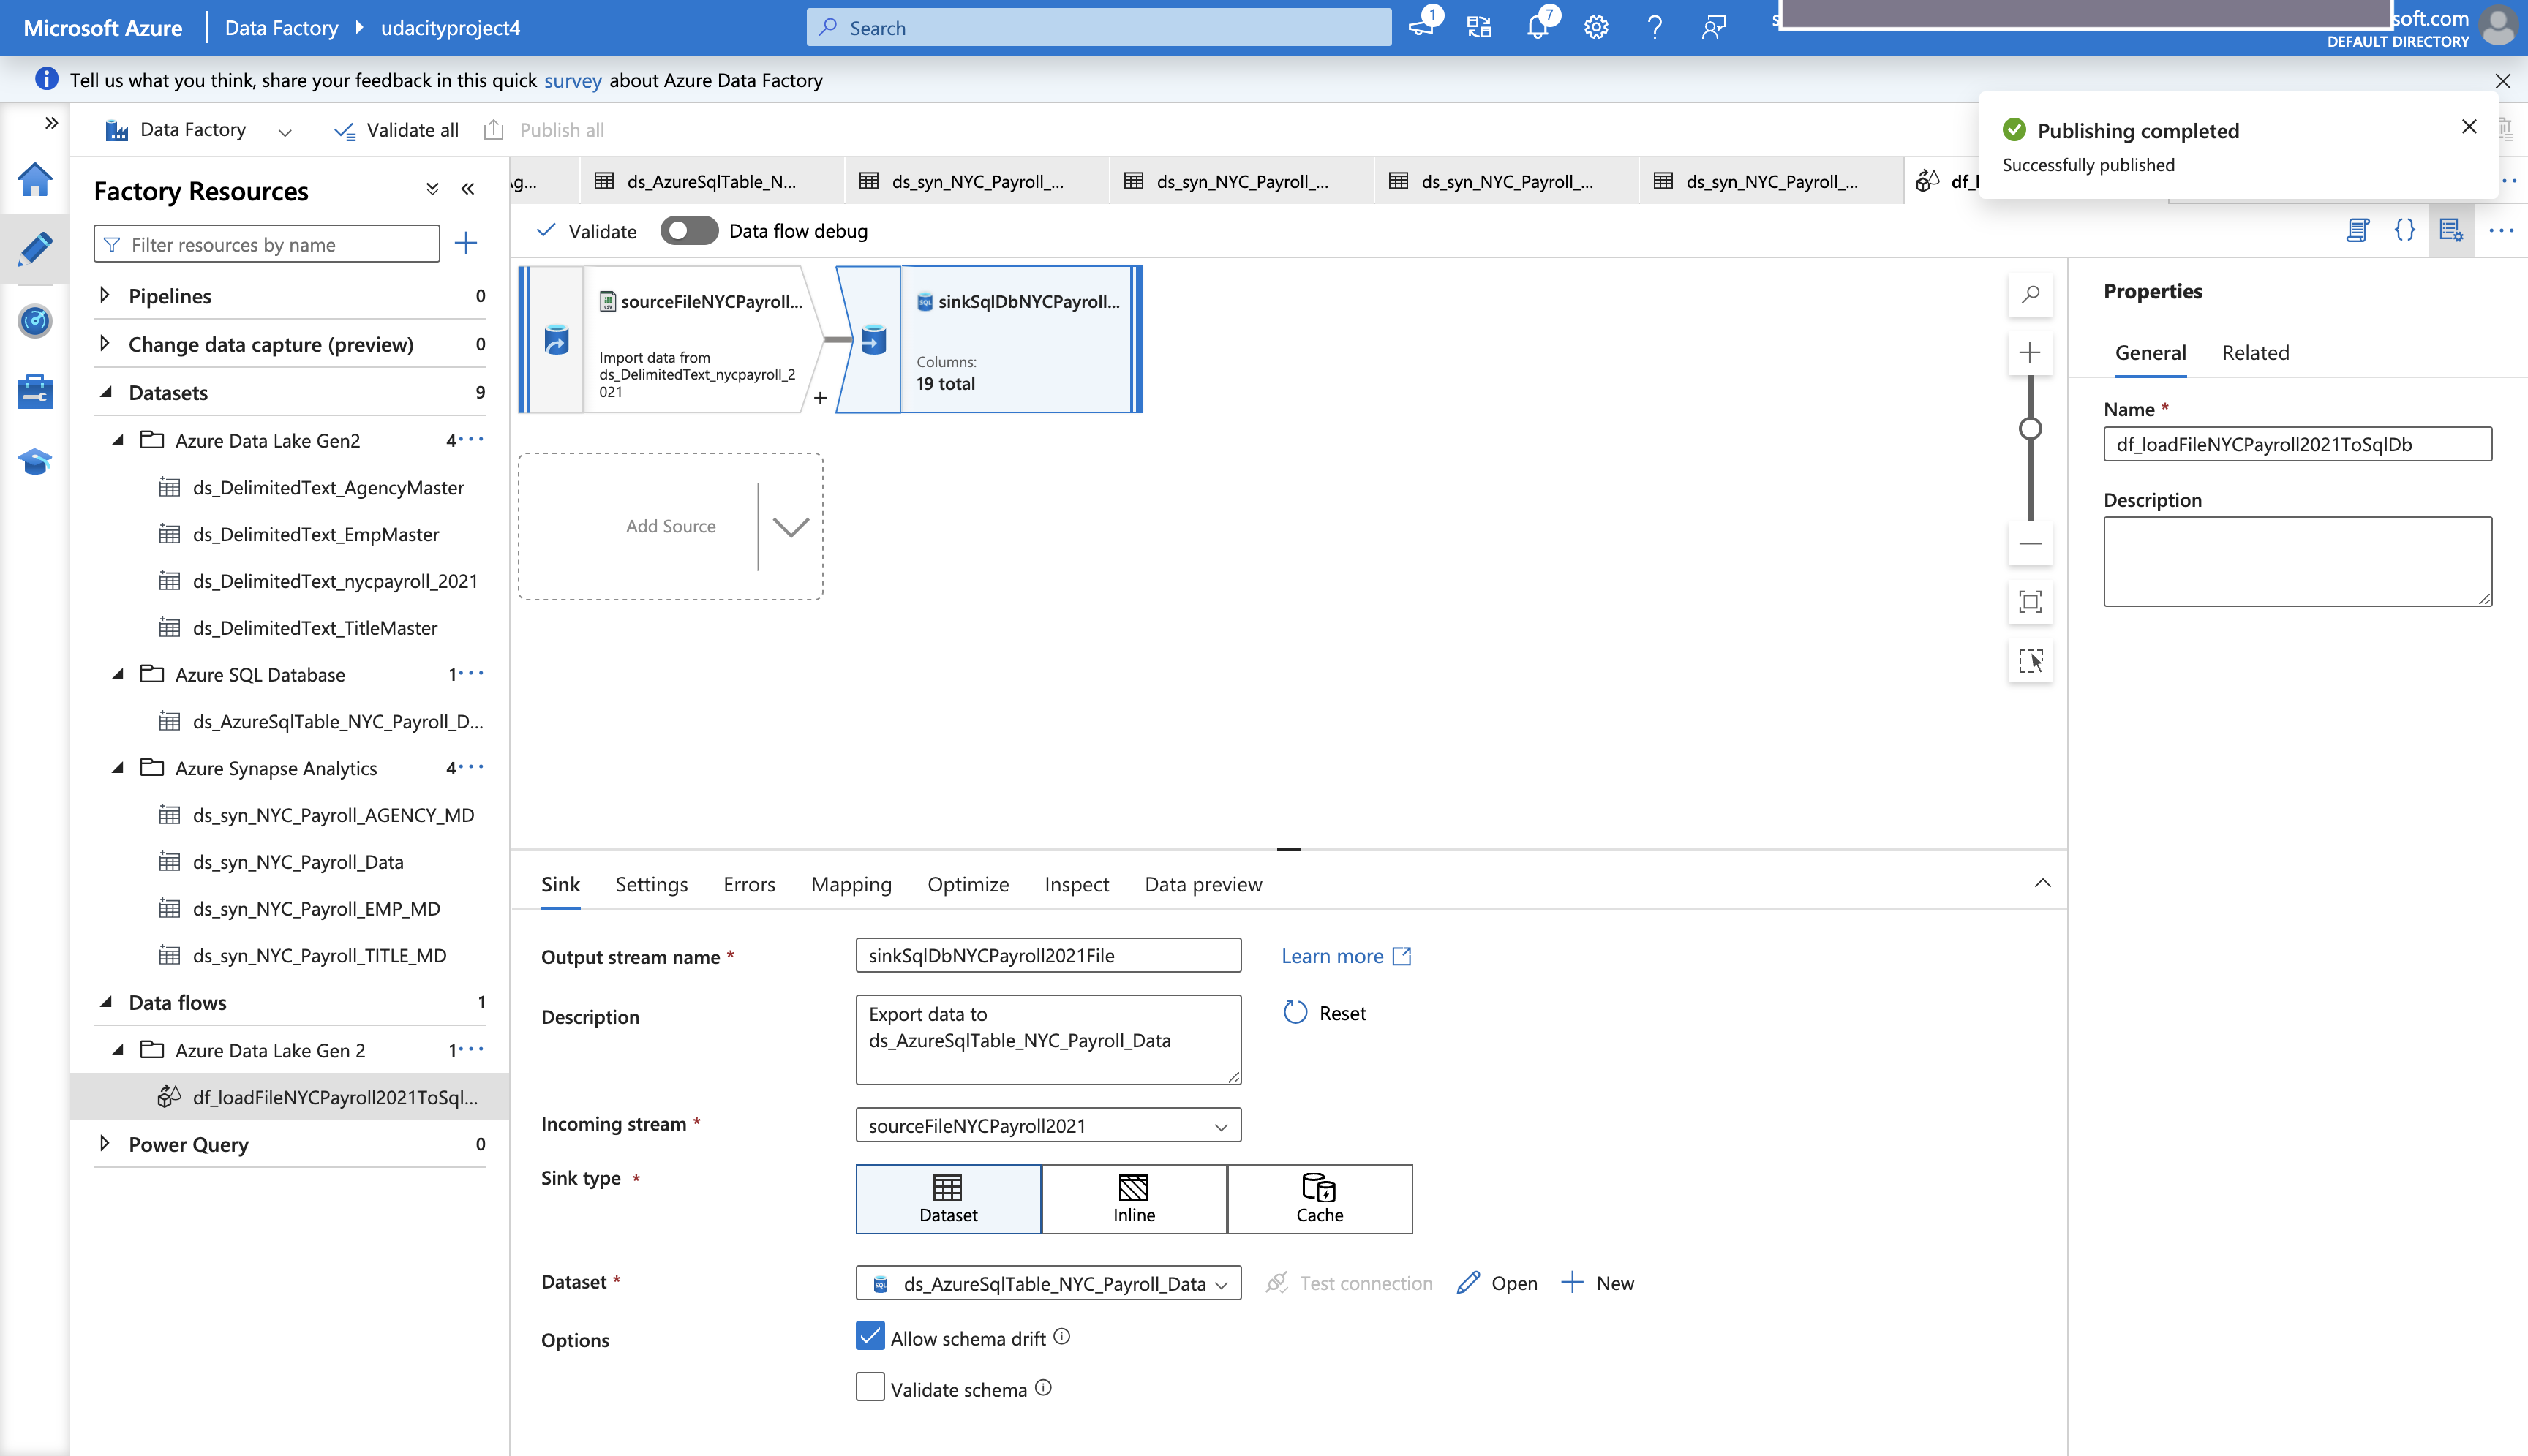 Microsoft Azure Data Factory udacityproject4
Search
1
7
soft.com
DEFAULT DIRECTORY
Tell us what you think, share your feedback in this quick survey about Azure Data Factory
Data Factory Validate all Publish all
Publishing completed
Successfully published
Factory Resources
Filter resources by name
Pipelines 0
Change data capture (preview) 0
Datasets 9
Azure Data Lake Gen2 4
ds_DelimitedText_AgencyMaster
ds_DelimitedText_EmpMaster
ds_DelimitedText_nycpayroll_2021
ds_DelimitedText_TitleMaster
Azure SQL Database 1
ds_AzureSqlTable_NYC_Payroll_D...
Azure Synapse Analytics 4
ds_syn_NYC_Payroll_AGENCY_MD
ds_syn_NYC_Payroll_Data
ds_syn_NYC_Payroll_EMP_MD
ds_syn_NYC_Payroll_TITLE_MD
Data flows 1
Azure Data Lake Gen 2 1
df_loadFileNYCPayroll2021ToSql...
Power Query 0
ds_AzureSqlTable_N... ds_syn_NYC_Payroll_... ds_syn_NYC_Payroll_... ds_syn_NYC_Payroll_... ds_syn_NYC_Payroll_...
Validate Data flow debug
sourceFileNYCPayroll...
Import data from
ds_DelimitedText_nycpayroll_2
021
+
sinkSqlDbNYCPayroll...
Columns:
19 total
Add Source
Sink Settings Errors Mapping Optimize Inspect Data preview
Output stream name * sinkSqlDbNYCPayroll2021File Learn more
Description Export data to
ds_AzureSqlTable_NYC_Payroll_Data
Reset
Incoming stream * sourceFileNYCPayroll2021
Sink type * Dataset Inline Cache
Dataset * ds_AzureSqlTable_NYC_Payroll_Data Test connection Open New
Options Allow schema drift
Validate schema
Properties
General Related
Name *
df_loadFileNYCPayroll2021ToSqlDb
Description